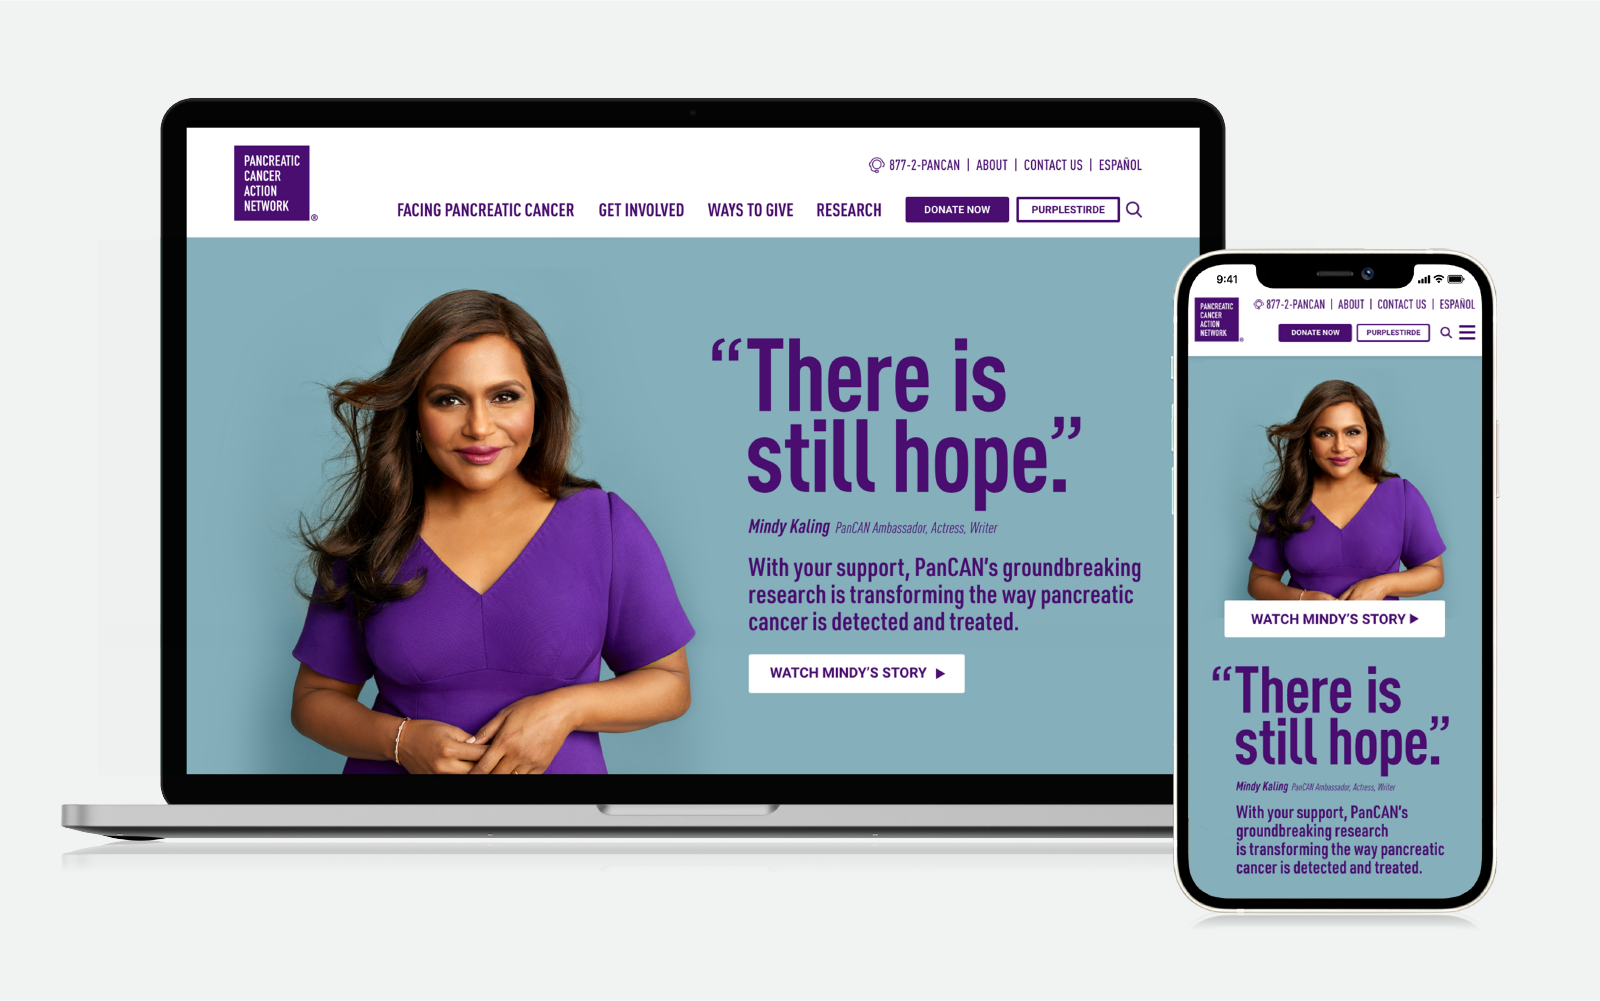 PANCREATIC
CANCER
ACTION
NETWORK
®
877-2-PANCAN | ABOUT | CONTACT US | ESPAÑOL
FACING PANCREATIC CANCER GET INVOLVED WAYS TO GIVE RESEARCH DONATE NOW PURPLESTIRDE
“There is
still hope.”
Mindy Kaling PanCAN Ambassador, Actress, Writer
With your support, PanCAN’s groundbreaking
research is transforming the way pancreatic
cancer is detected and treated.
WATCH MINDY’S STORY
9:41
PANCREATIC
CANCER
ACTION
NETWORK
®
877-2-PANCAN | ABOUT | CONTACT US | ESPAÑOL
DONATE NOW PURPLESTIRDE
WATCH MINDY’S STORY
“There is
still hope.”
Mindy Kaling PanCAN Ambassador, Actress, Writer
With your support, PanCAN’s
groundbreaking research
is transforming the way pancreatic
cancer is detected and treated.